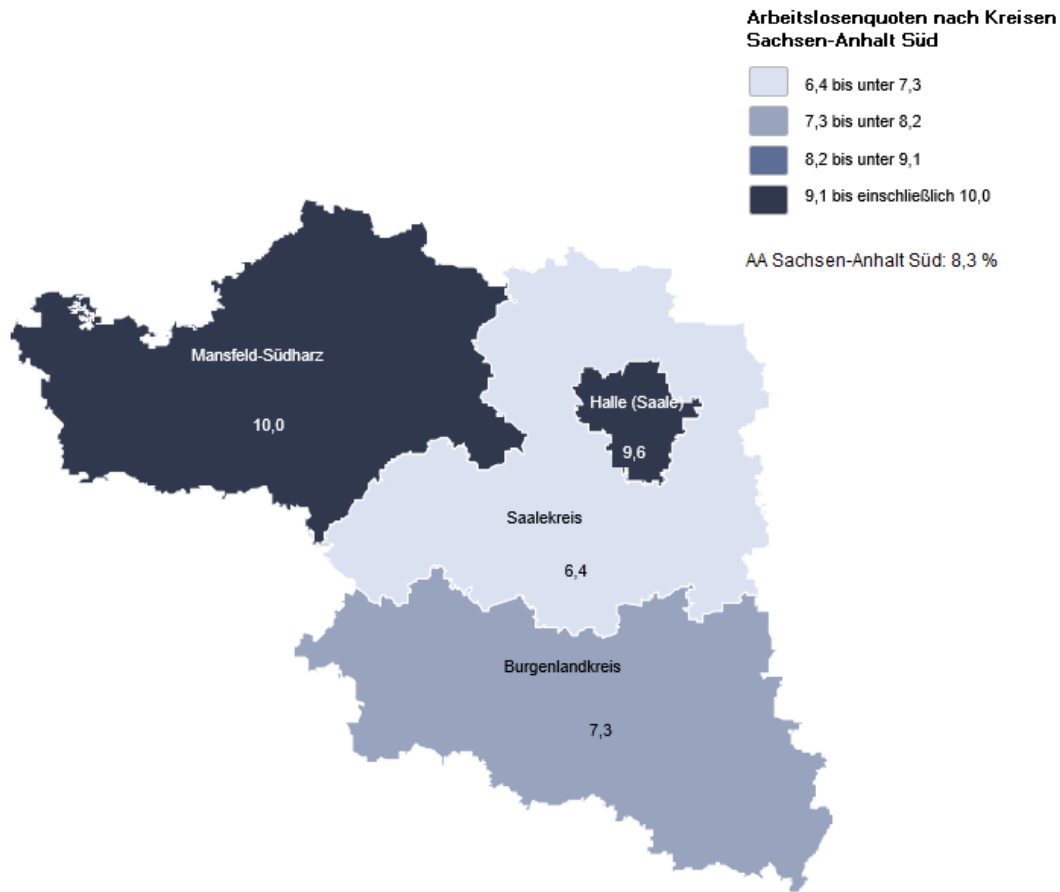 Arbeitslosenquoten nach Kreisen
Sachsen-Anhalt Süd
6,4 bis unter 7,3
7,3 bis unter 8,2
8,2 bis unter 9,1
9,1 bis einschließlich 10,0
AA Sachsen-Anhalt Süd: 8,3 %
Mansfeld-Südharz
10,0
Halle (Saale)
9,6
Saalekreis
6,4
Burgenlandkreis
7,3